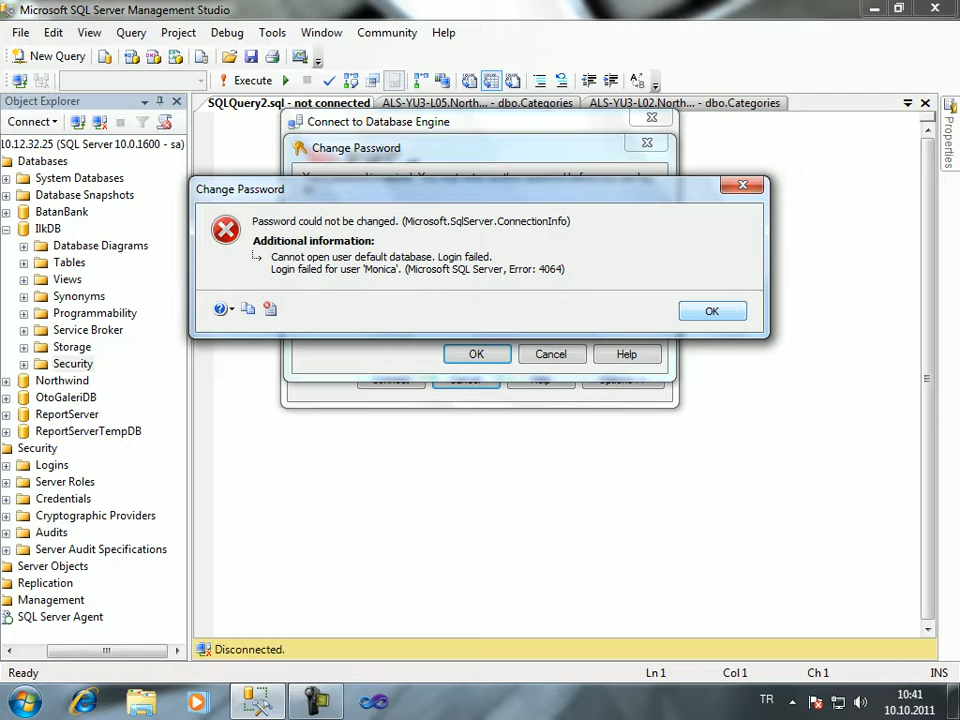 Microsoft SQL Server Management Studio
File Edit View Query Project Debug Tools Window Community Help
New Query
Execute
Object Explorer
SQLQuery2.sql - not connected
ALS-YU3-L05.North... - dbo.Categories
ALS-YU3-L02.North... - dbo.Categories
Connect
Connect to Database Engine
Properties
10.12.32.25 (SQL Server 10.0.1600 - sa)
Change Password
Databases
System Databases
Database Snapshots
BatanBank
IlkDB
Database Diagrams
Tables
Views
Synonyms
Programmability
Service Broker
Storage
Security
Northwind
OtoGaleriDB
ReportServer
ReportServerTempDB
Security
Logins
Server Roles
Credentials
Cryptographic Providers
Audits
Server Audit Specifications
Server Objects
Replication
Management
SQL Server Agent
Change Password
Password could not be changed. (Microsoft.SqlServer.ConnectionInfo)
Additional information:
Cannot open user default database. Login failed.
Login failed for user 'Monica'. (Microsoft SQL Server, Error: 4064)
OK
OK Cancel Help
Disconnected.
Ready
Ln 1 Col 1 Ch 1 INS
TR
10:41
10.10.2011